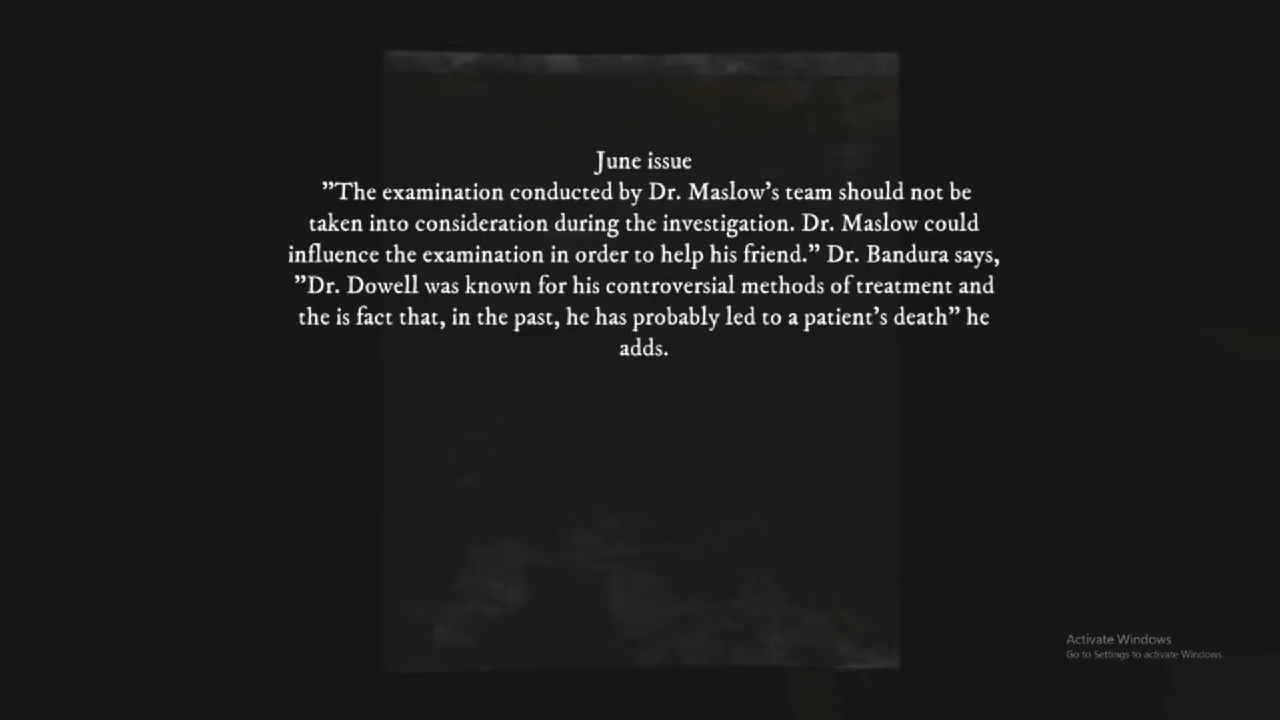 June issue
”The examination conducted by Dr. Maslow’s team should not be
taken into consideration during the investigation. Dr. Maslow could
influence the examination in order to help his friend.” Dr. Bandura says,
”Dr. Dowell was known for his controversial methods of treatment and
the is fact that, in the past, he has probably led to a patient’s death” he
adds.
Activate Windows
Go to Settings to activate Windows.